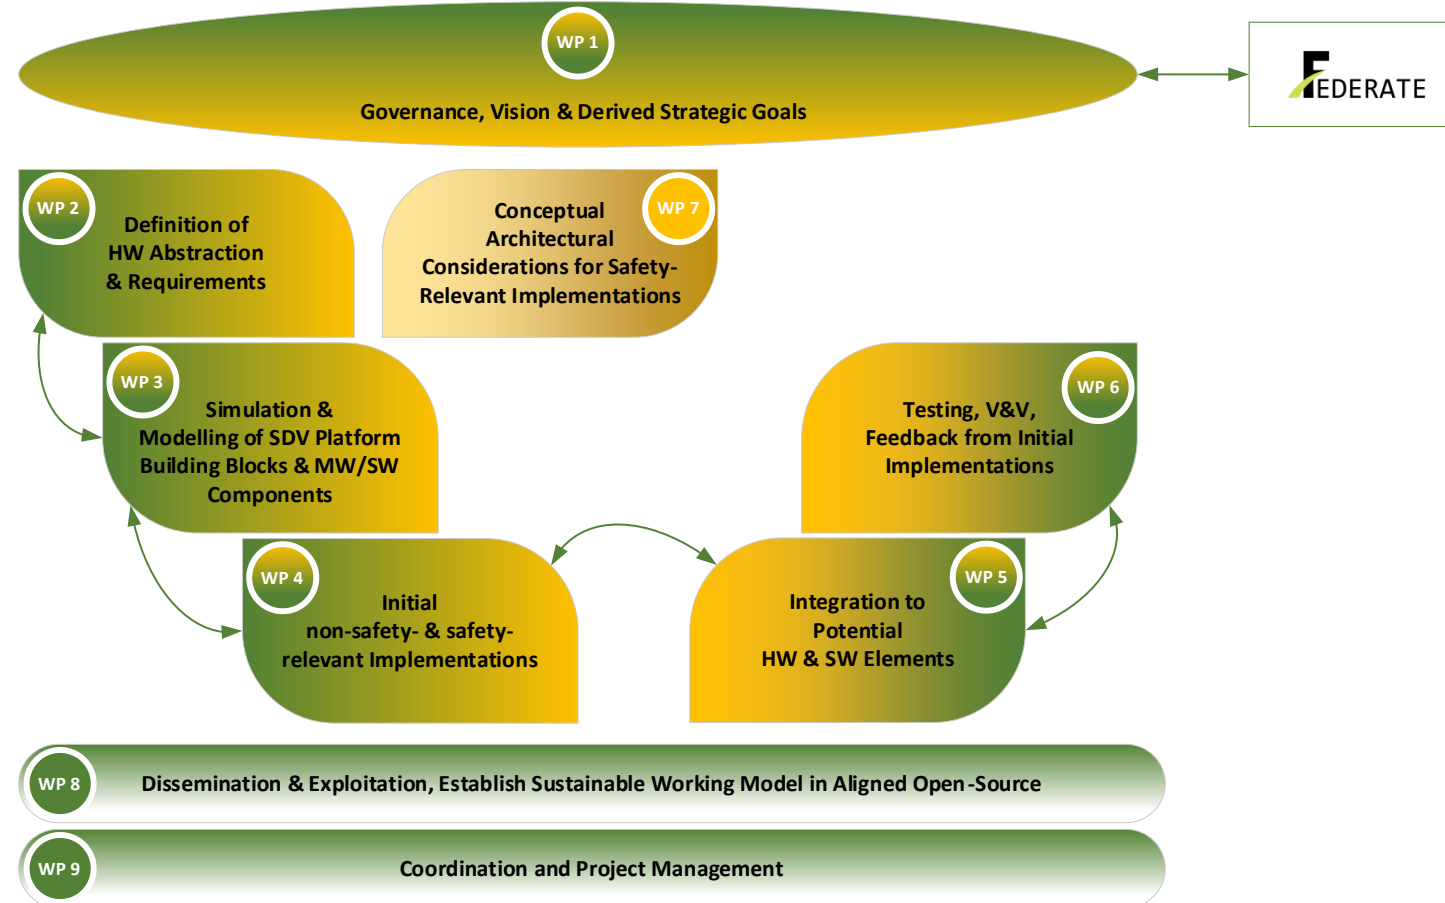 WP 1
Governance, Vision & Derived Strategic Goals
FEDERATE
WP 2
Definition of
HW Abstraction
& Requirements
WP 7
Conceptual
Architectural
Considerations for Safety-
Relevant Implementations
WP 3
Simulation &
Modelling of SDV Platform
Building Blocks & MW/SW
Components
WP 6
Testing, V&V,
Feedback from Initial
Implementations
WP 4
Initial
non-safety- & safety-
relevant Implementations
WP 5
Integration to
Potential
HW & SW Elements
WP 8
Dissemination & Exploitation, Establish Sustainable Working Model in Aligned Open-Source
WP 9
Coordination and Project Management